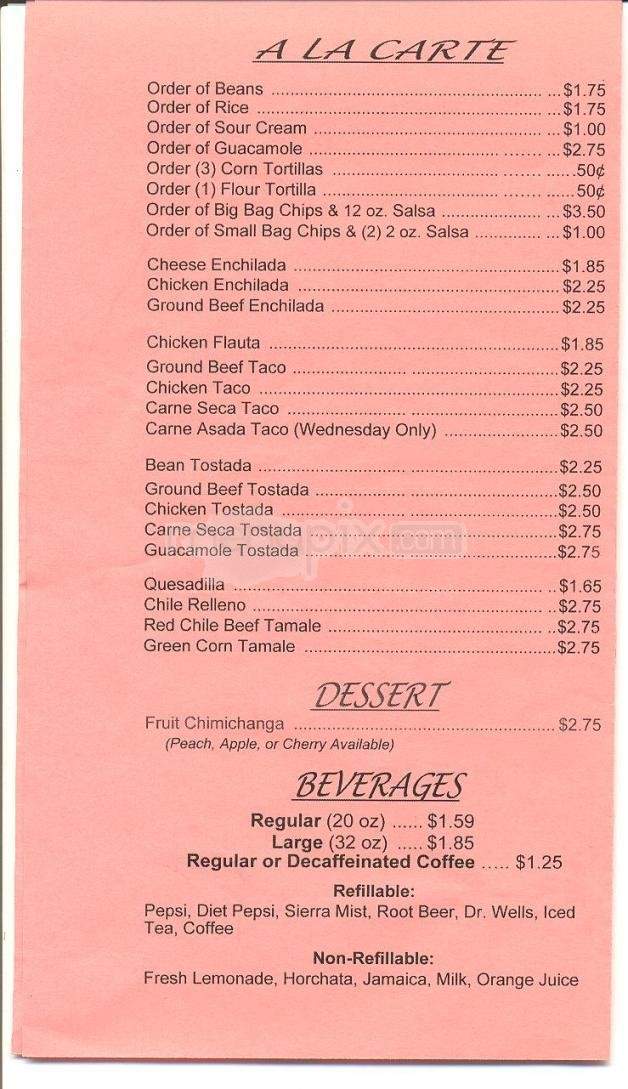 A LA CARTE
Order of Beans ................................................. ... $1.75
Order of Rice .................................................... ... $1.75
Order of Sour Cream ......................................... ... $1.00
Order of Guacamole ................................... ....... ... $2.75
Order (3) Corn Tortillas ............................... ....... ......50¢
Order (1) Flour Tortilla ................................. ....... ......50¢
Order of Big Bag Chips & 12 oz. Salsa .................... ... $3.50
Order of Small Bag Chips & (2) 2 oz. Salsa .............. ... $1.00
Cheese Enchilada ......................................................... $1.85
Chicken Enchilada ........................................................ $2.25
Ground Beef Enchilada ................................................. $2.25
Chicken Flauta .............................................................. $1.85
Ground Beef Taco ......................................................... $2.25
Chicken Taco ................................................................. $2.25
Carne Seca Taco .......................................................... $2.50
Carne Asada Taco (Wednesday Only) ......................... $2.50
Bean Tostada ................................................................ $2.25
Ground Beef Tostada .................................................... $2.50
Chicken Tostada ............................................................ $2.50
Carne Seca Tostada ...................................................... $2.75
Guacamole Tostada ...................................................... $2.75
Quesadilla ..................................................................... .. $1.65
Chile Relleno ................................................................. .. $2.75
Red Chile Beef Tamale ................................................. .. $2.75
Green Corn Tamale ....................................................... $2.75
DESSERT
Fruit Chimichanga ........................................................ $2.75
(Peach, Apple, or Cherry Available)
BEVERAGES
Regular (20 oz) ...... $1.59
Large (32 oz) ..... $1.85
Regular or Decaffeinated Coffee ..... $1.25
Refillable:
Pepsi, Diet Pepsi, Sierra Mist, Root Beer, Dr. Wells, Iced
Tea, Coffee
Non-Refillable:
Fresh Lemonade, Horchata, Jamaica, Milk, Orange Juice